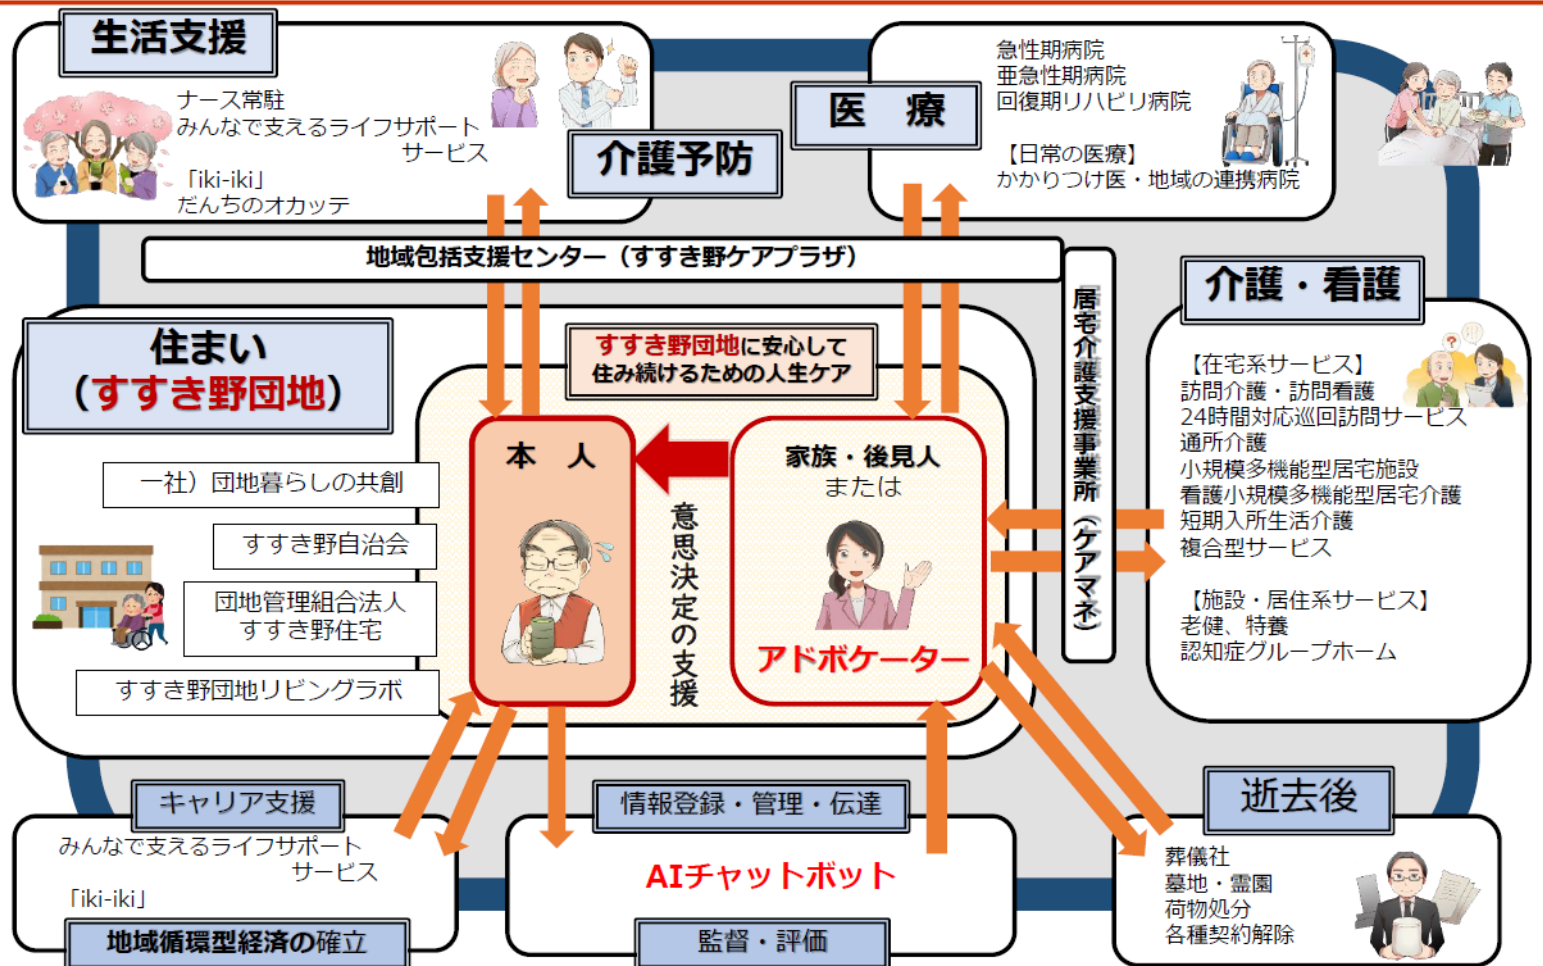 生活支援
ナース常駐
みんなで支えるライフサポート
サービス
「iki-iki」
だんちのオカッテ
介護予防
医　療
急性期病院
亜急性期病院
回復期リハビリ病院
【日常の医療】
かかりつけ医・地域の連携病院
地域包括支援センター（すすき野ケアプラザ）
居宅介護支援事業所（ケアマネ）
介護・看護
【在宅系サービス】
訪問介護・訪問看護
24時間対応巡回訪問サービス
通所介護
小規模多機能型居宅施設
看護小規模多機能型居宅介護
短期入所生活介護
複合型サービス
【施設・居住系サービス】
老健、特養
認知症グループホーム
住まい
（すすき野団地）
すすき野団地に安心して
住み続けるための人生ケア
一社）団地暮らしの共創
すすき野自治会
団地管理組合法人
すすき野住宅
すすき野団地リビングラボ
本　人
意思決定の支援
家族・後見人
または
アドボケーター
キャリア支援
みんなで支えるライフサポート
サービス
「iki-iki」
地域循環型経済の確立
情報登録・管理・伝達
AIチャットボット
監督・評価
逝去後
葬儀社
墓地・霊園
荷物処分
各種契約解除